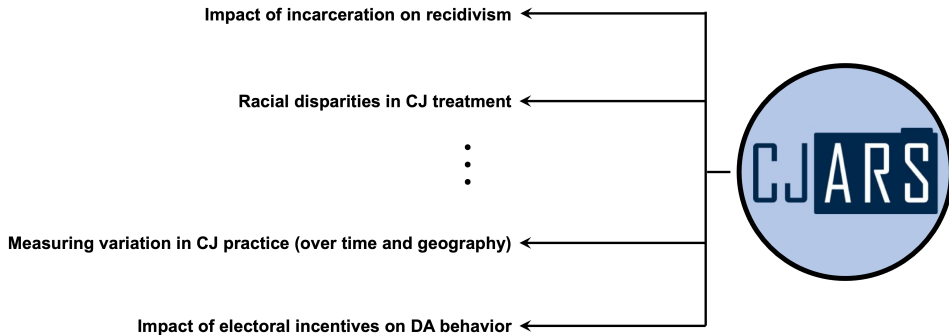 Impact of incarceration on recidivism
Racial disparities in CJ treatment
CJARS
Measuring variation in CJ practice (over time and geography)
Impact of electoral incentives on DA behavior